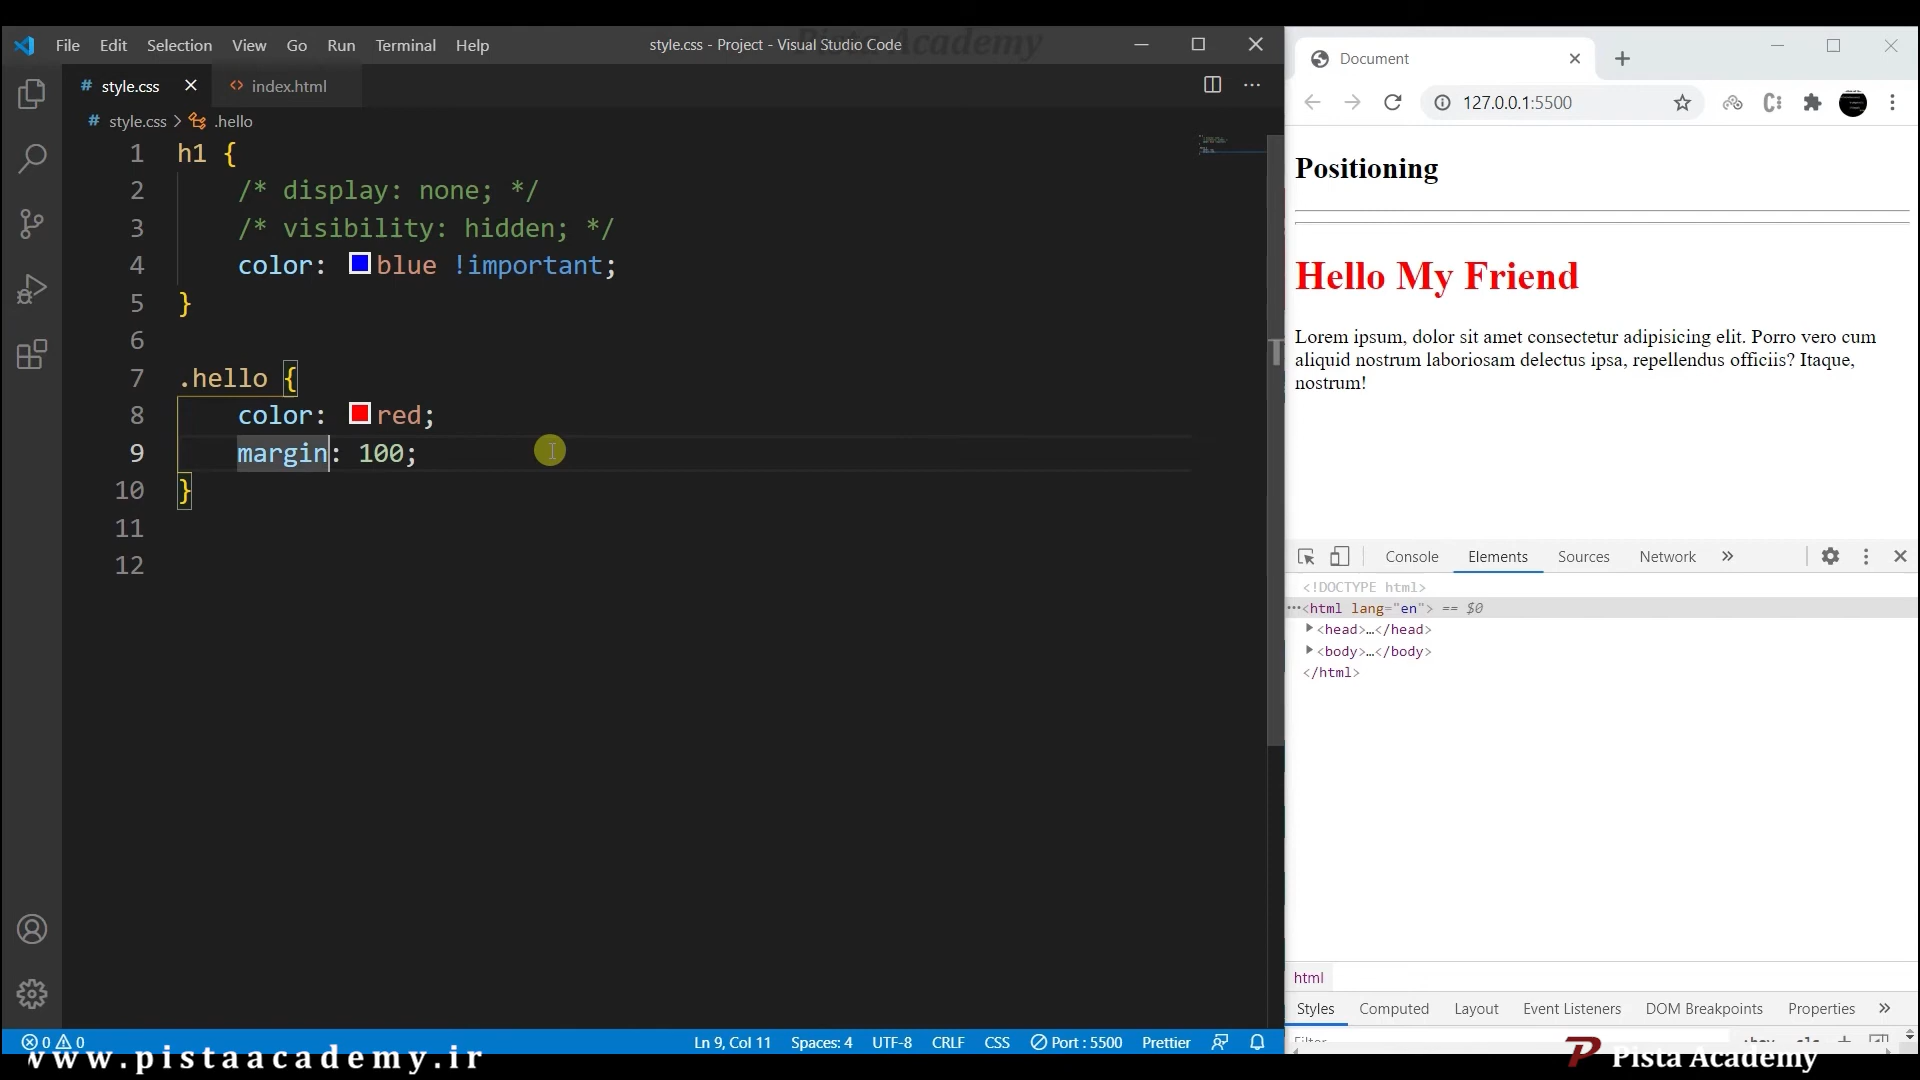 File Edit Selection View Go Run Terminal Help
style.css - Project - Visual Studio Code
# style.css
<> index.html
# style.css > .hello
1 h1 {
2 /* display: none; */
3 /* visibility: hidden; */
4 color: blue !important;
5 }
6
7 .hello {
8 color: red;
9 margin: 100;
10 }
11
12
0 0
Ln 9, Col 11 Spaces: 4 UTF-8 CRLF CSS Port : 5500 Prettier
www.pistaacademy.ir
Document
127.0.0.1:5500
Positioning
Hello My Friend
Lorem ipsum, dolor sit amet consectetur adipisicing elit. Porro vero cum
aliquid nostrum laboriosam delectus ipsa, repellendus officiis? Itaque,
nostrum!
Console Elements Sources Network »
<!DOCTYPE html>
<html lang="en"> == $0
<head>…</head>
<body>…</body>
</html>
html
Styles Computed Layout Event Listeners DOM Breakpoints Properties »
Pista Academy